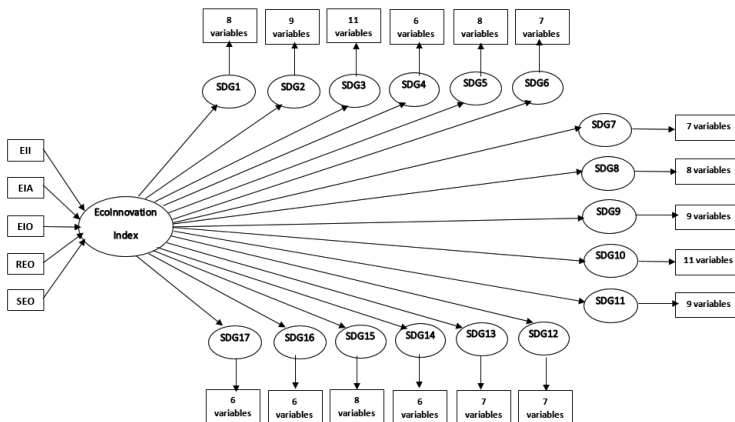 8
variables
9
variables
11
variables
6
variables
8
variables
7
variables
SDG1
SDG2
SDG3
SDG4
SDG5
SDG6
SDG7
7 variables
EII
SDG8
8 variables
EIA
EcoInnovation
Index
SDG9
9 variables
EIO
REO
SDG10
11 variables
SEO
SDG11
9 variables
SDG17
SDG16
SDG15
SDG14
SDG13
SDG12
6
variables
6
variables
8
variables
6
variables
7
variables
7
variables